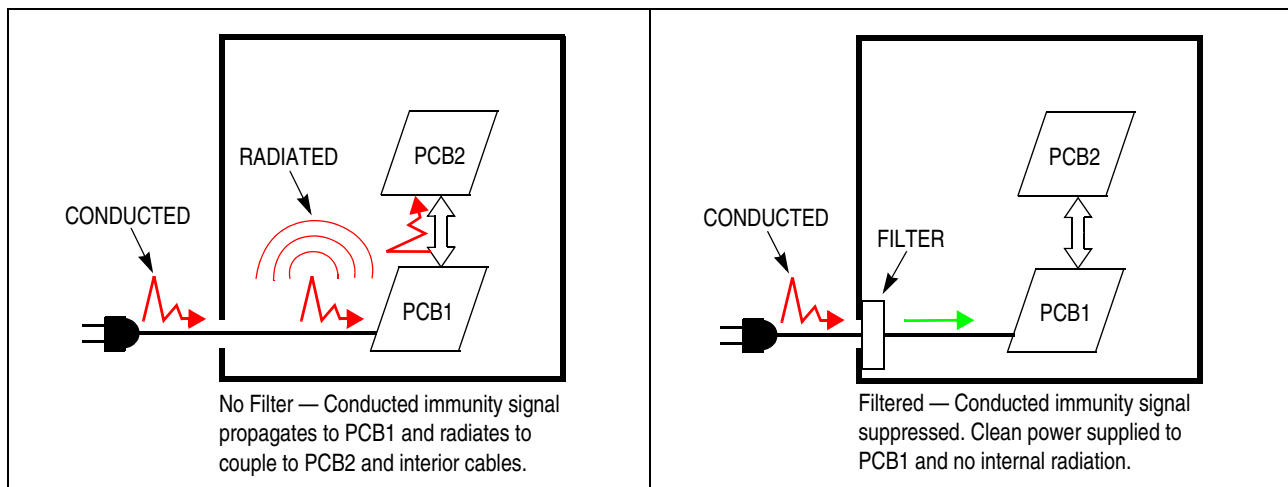 RADIATED
PCB2
CONDUCTED
PCB1
No Filter — Conducted immunity signal
propagates to PCB1 and radiates to
couple to PCB2 and interior cables.
PCB2
CONDUCTED
FILTER
PCB1
Filtered — Conducted immunity signal
suppressed. Clean power supplied to
PCB1 and no internal radiation.